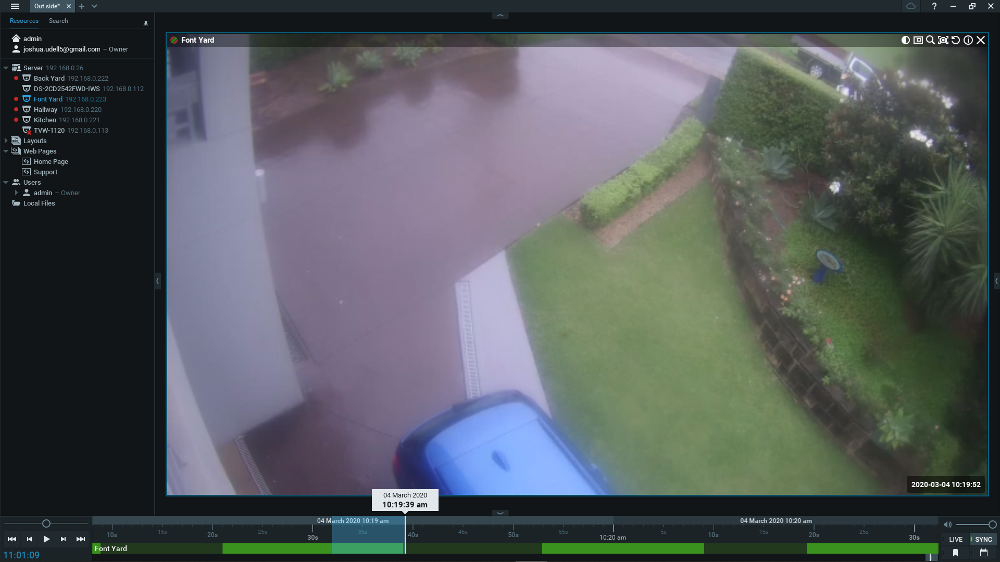 Out side*
Resources Search
admin
joshua.udell5@gmail.com – Owner
Server 192.168.0.26
Back Yard 192.168.0.222
DS-2CD2542FWD-IWS 192.168.0.112
Font Yard 192.168.0.223
Hallway 192.168.0.220
Kitchen 192.168.0.221
TVW-1120 192.168.0.113
Layouts
Web Pages
Home Page
Support
Users
admin – Owner
Local Files
Font Yard
2020-03-04 10:19:52
04 March 2020
10:19:39 am
04 March 2020 10:19 am 04 March 2020 10:20 am
10s 15s 20s 25s 30s 35s 40s 45s 50s 55s 10:20 am 5s 10s 15s 20s 25s 30s
LIVE SYNC
Font Yard
11:01:09